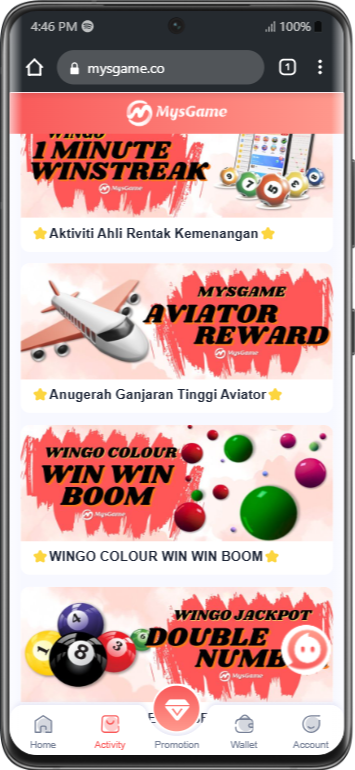 4:46 PM
100%
mysgame.co
1
MysGame
WINGO
1 MINUTE
WINSTREAK
MysGame
9
7
5
8
6
Aktiviti Ahli Rentak Kemenangan
MYSGAME
AVIATOR
REWARD
MysGame
Anugerah Ganjaran Tinggi Aviator
WINGO COLOUR
WIN WIN
BOOM
MysGame
WINGO COLOUR WIN WIN BOOM
4
1
8
3
6
WINGO JACKPOT
DOUBLE
Home
Activity
Promotion
Wallet
Account